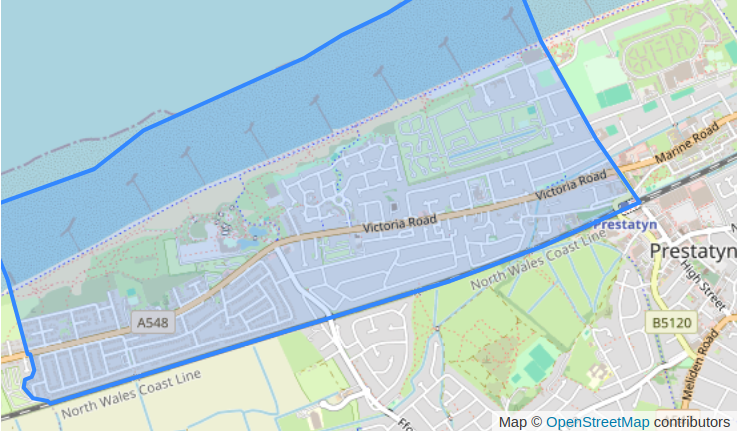 Marine Road
Victoria Road
Victoria Road
Prestatyn
Prestatyn
North Wales Coast Line
High Street
A548
B5120
Meliden Road
North Wales Coast Line
Ffo
Map © OpenStreetMap contributors